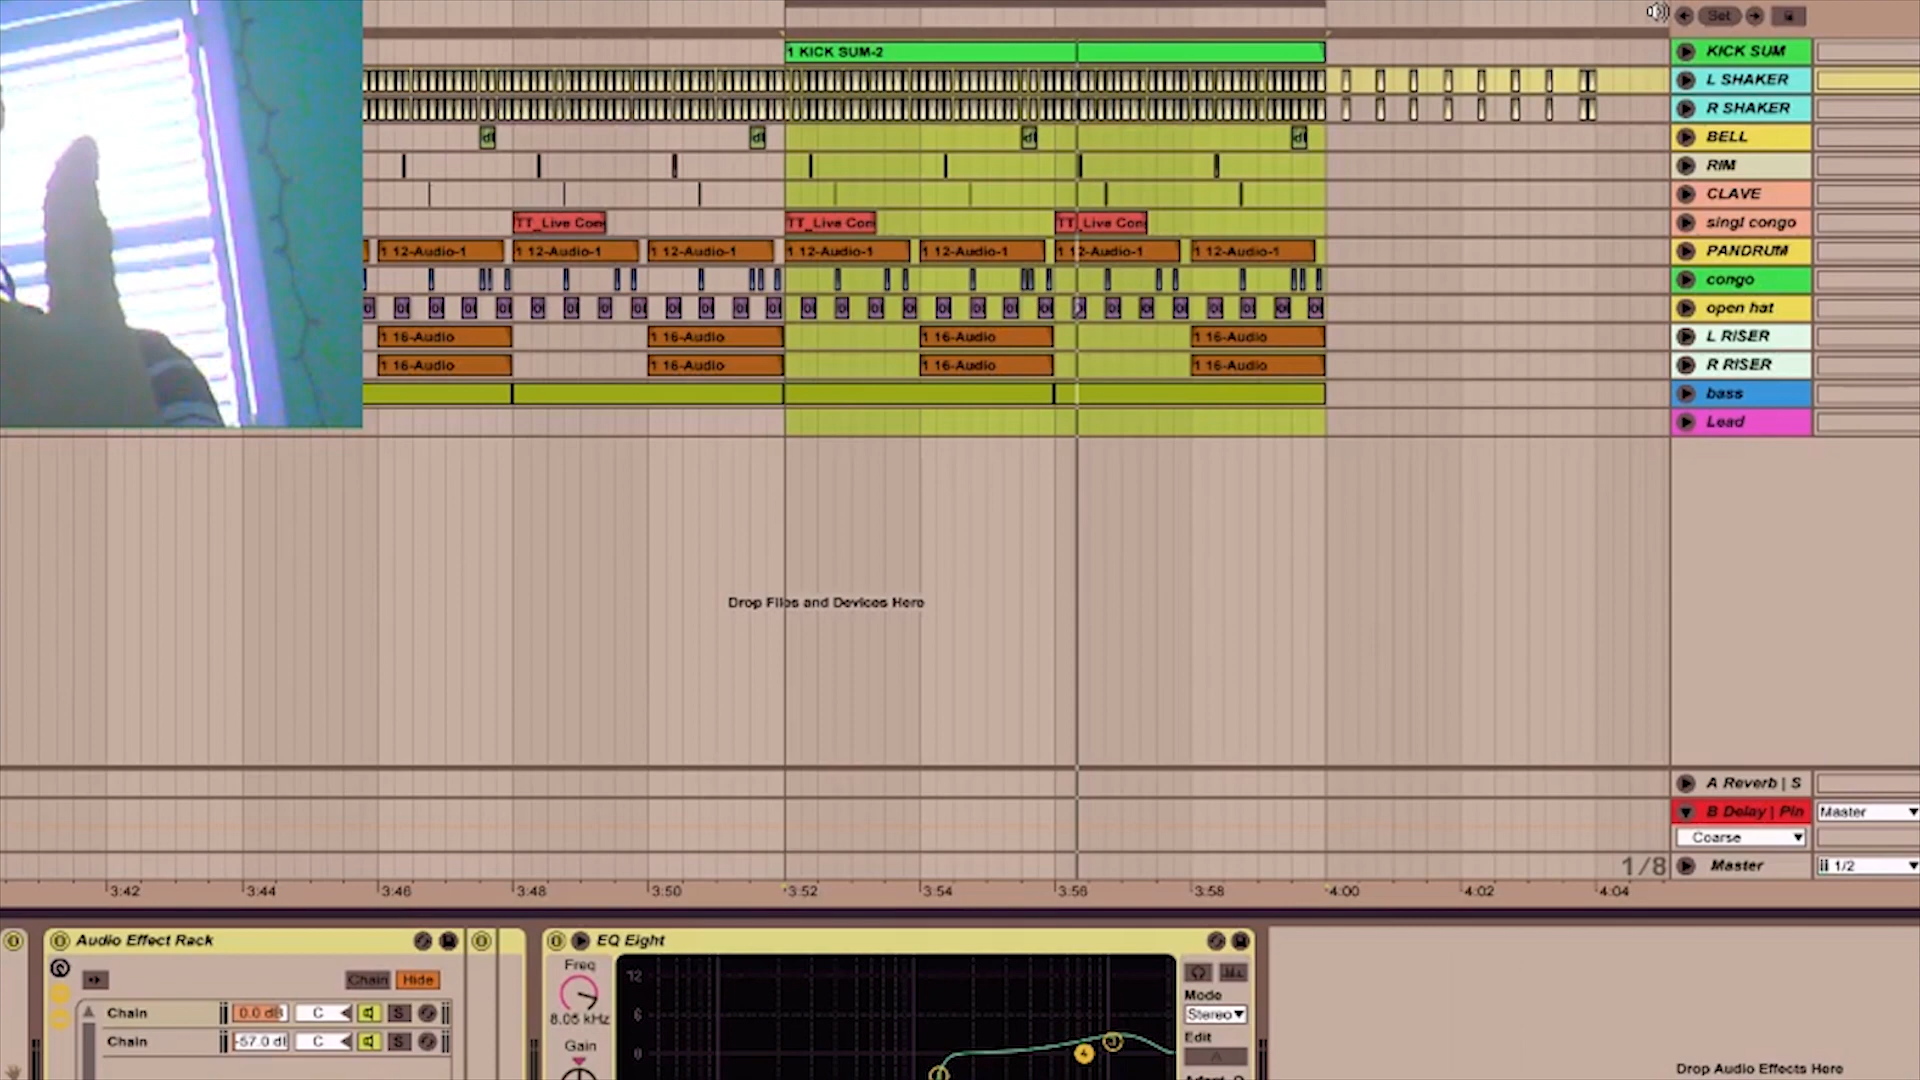 Set
1 KICK SUM-2
KICK SUM
L SHAKER
R SHAKER
BELL
RIM
CLAVE
TT_Live Con TT_Live Con TT_Live Con
singl congo
1 12-Audio-1 1 12-Audio-1 1 12-Audio-1 1 12-Audio-1 1 12-Audio-1 1 12-Audio-1 1 12-Audio-1
PANDRUM
congo
open hat
1 16-Audio 1 16-Audio 1 16-Audio 1 16-Audio
L RISER
1 16-Audio 1 16-Audio 1 16-Audio 1 16-Audio
R RISER
bass
Lead
Drop Files and Devices Here
A Reverb | S
B Delay | Pin Master
Coarse
1/8 Master 1/2
3:42 3:44 3:46 3:48 3:50 3:52 3:54 3:56 3:58 4:00 4:02 4:04
Audio Effect Rack
Chain Hide
Chain 0.0 dB C S
Chain -57.0 dB C S
EQ Eight
Freq
8.05 kHz
Gain
12
6
0
Mode
Stereo
Edit
A
Drop Audio Effects Here